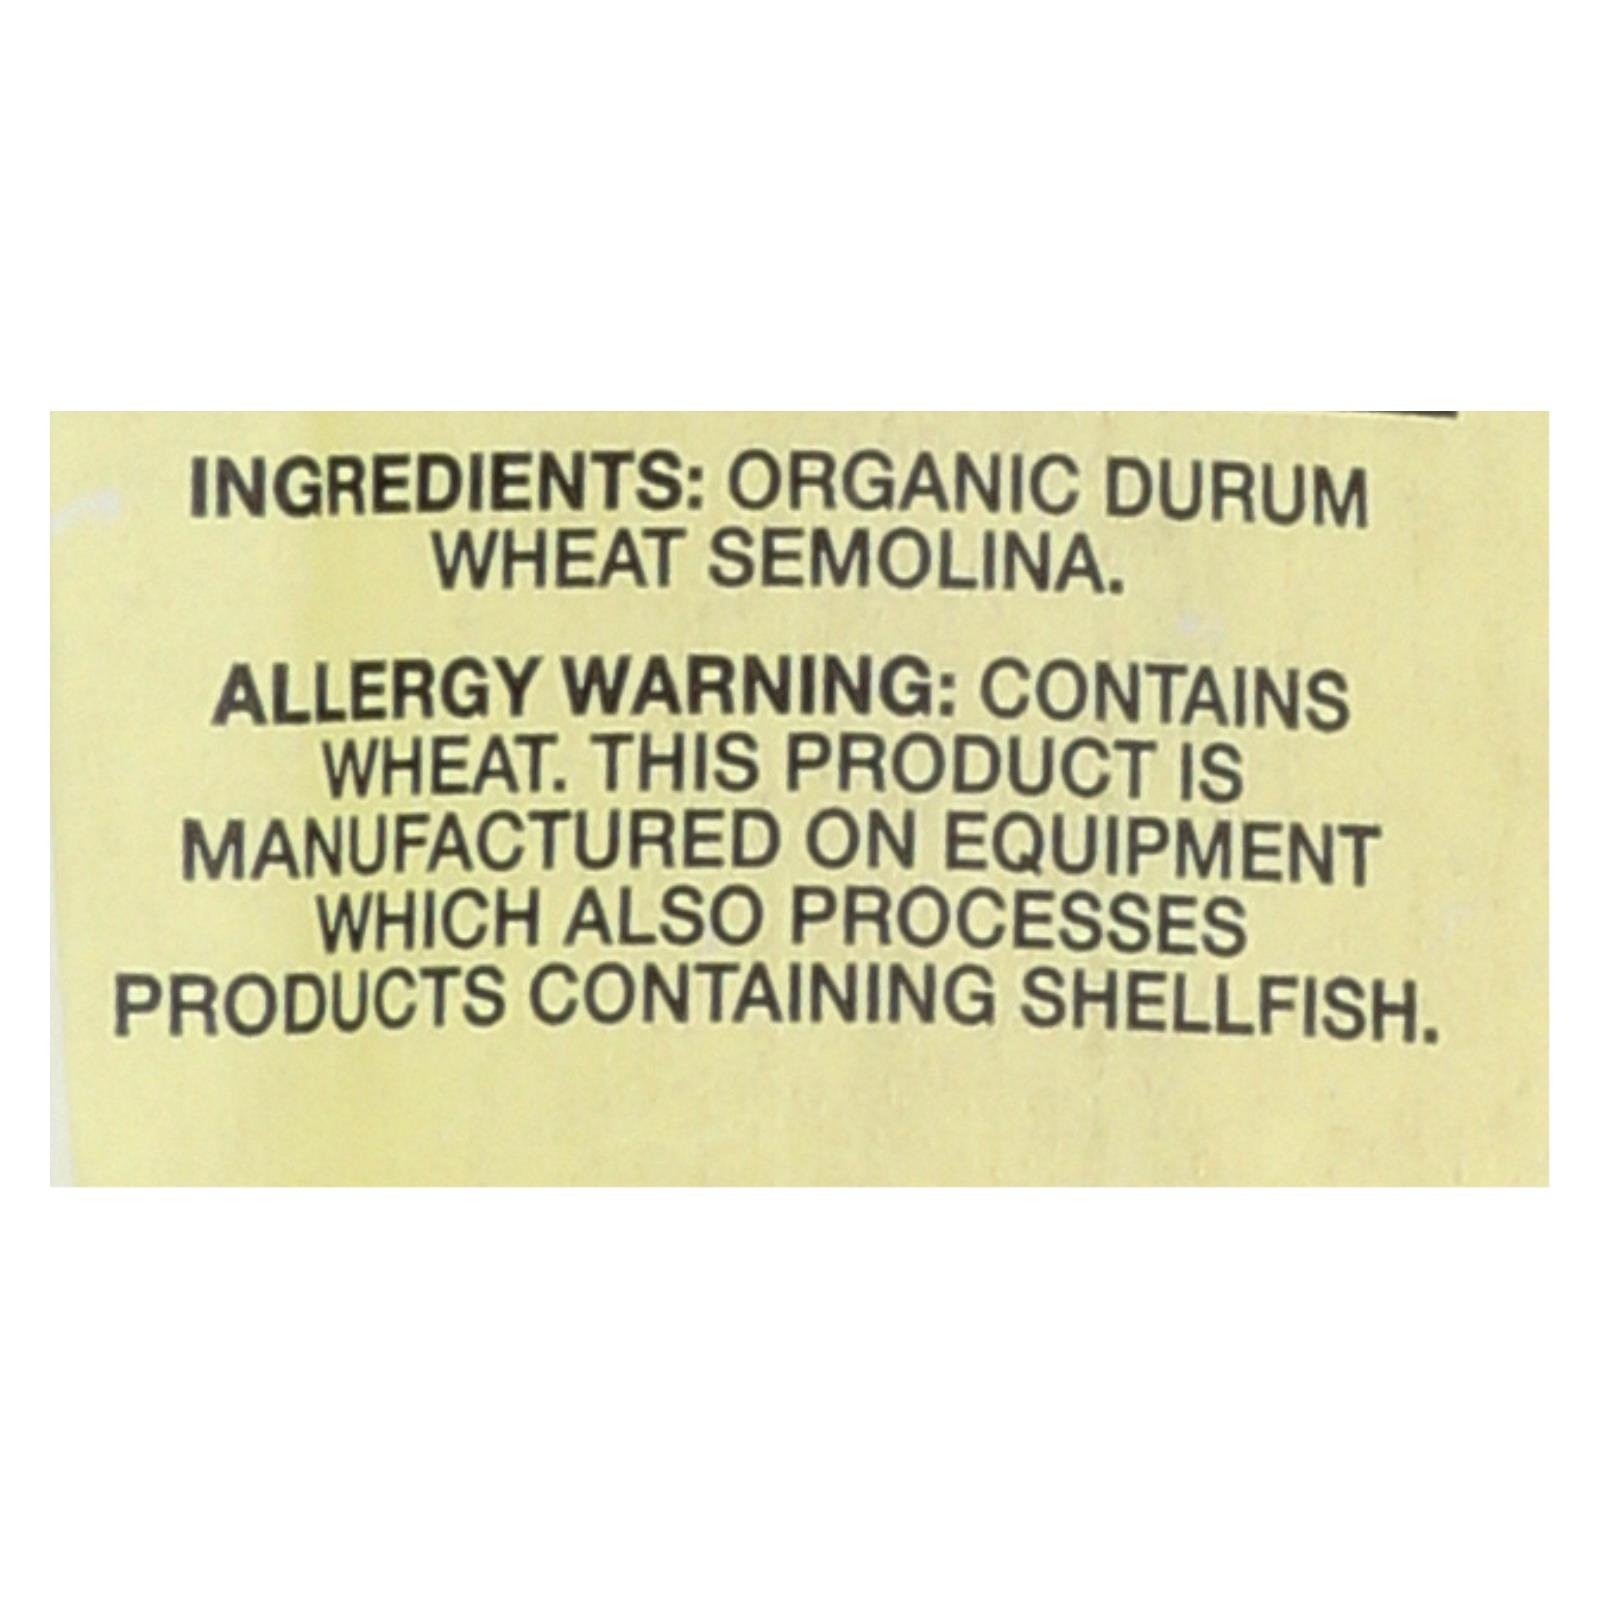 INGREDIENTS: ORGANIC DURUM
WHEAT SEMOLINA.
ALLERGY WARNING: CONTAINS
WHEAT. THIS PRODUCT IS
MANUFACTURED ON EQUIPMENT
WHICH ALSO PROCESSES
PRODUCTS CONTAINING SHELLFISH.